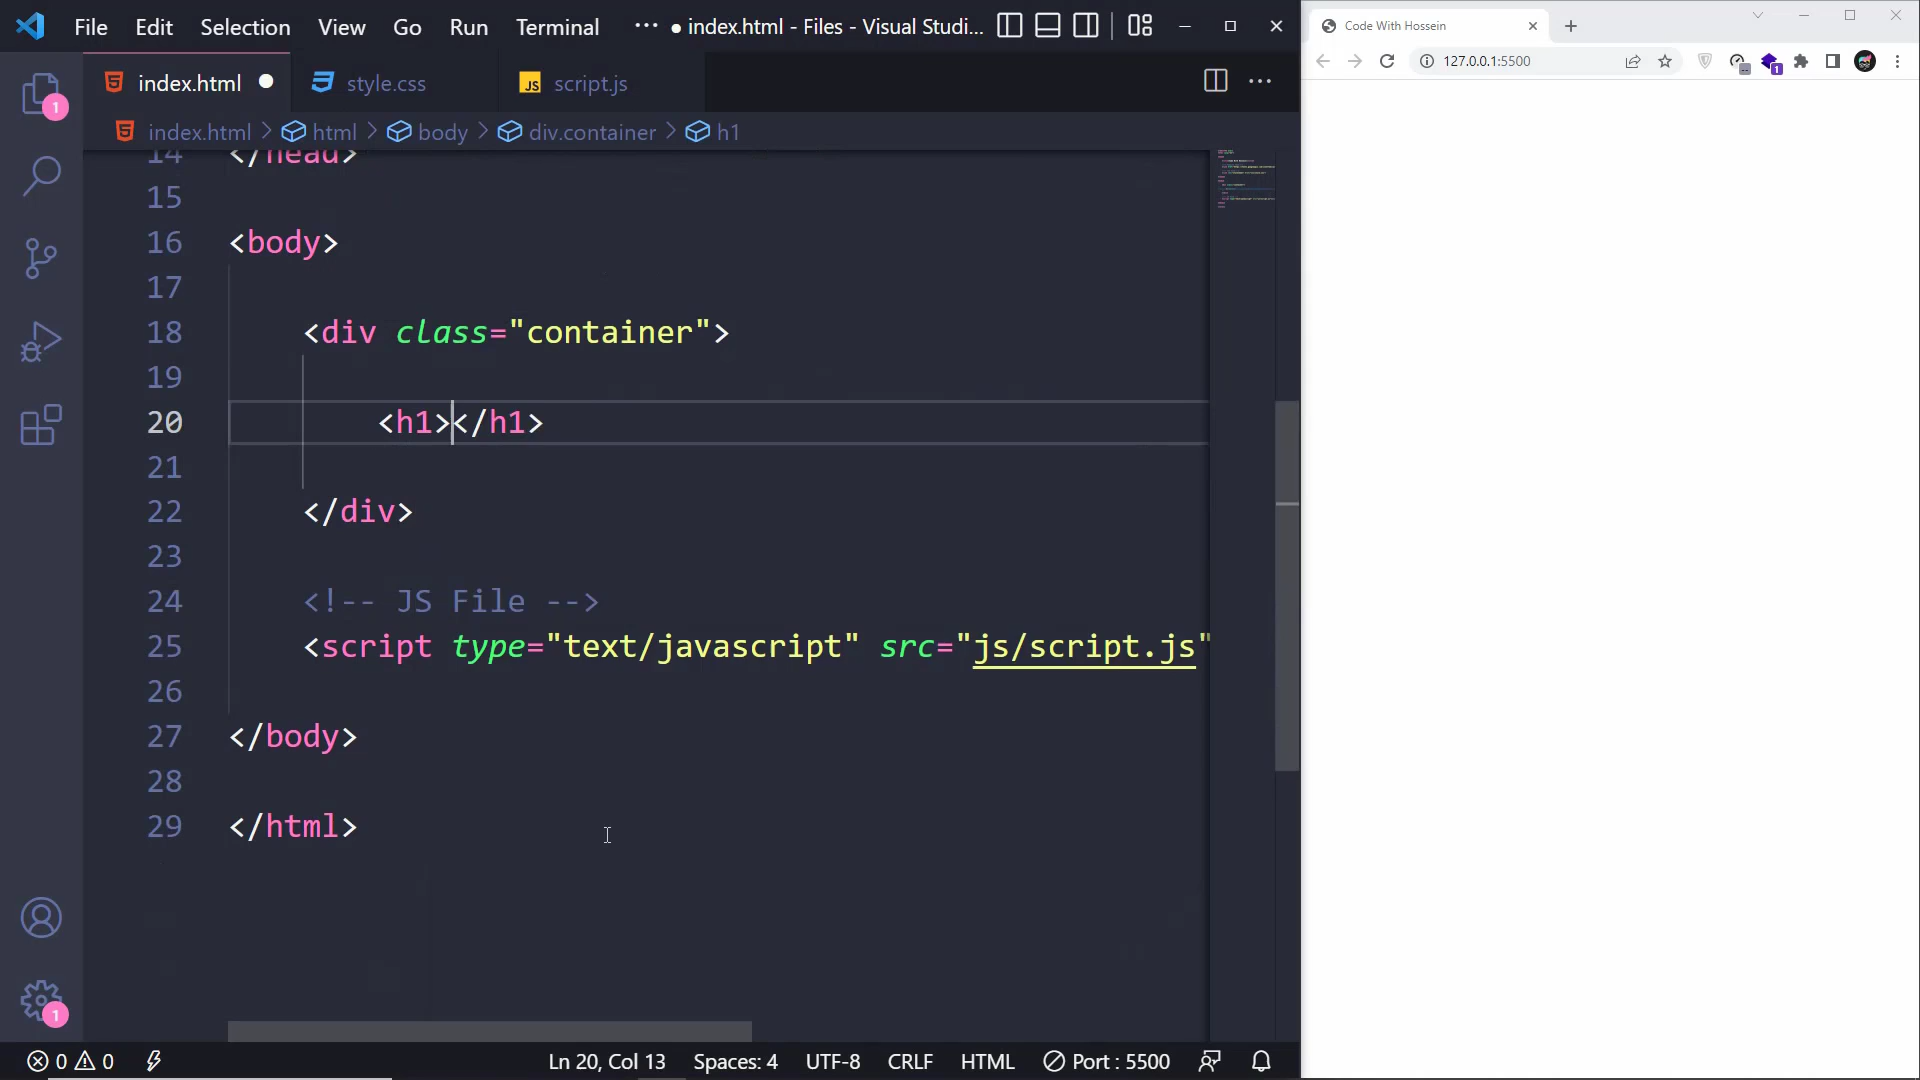 File Edit Selection View Go Run Terminal ··· ● index.html - Files - Visual Studi...
index.html ● style.css script.js ···
index.html > html > body > div.container > h1
14 </head>
15
16 <body>
17
18 <div class="container">
19
20 <h1></h1>
21
22 </div>
23
24 <!-- JS File -->
25 <script type="text/javascript" src="js/script.js"
26
27 </body>
28
29 </html>
1
1
0 0 Ln 20, Col 13 Spaces: 4 UTF-8 CRLF HTML Port : 5500
Code With Hossein
127.0.0.1:5500
1